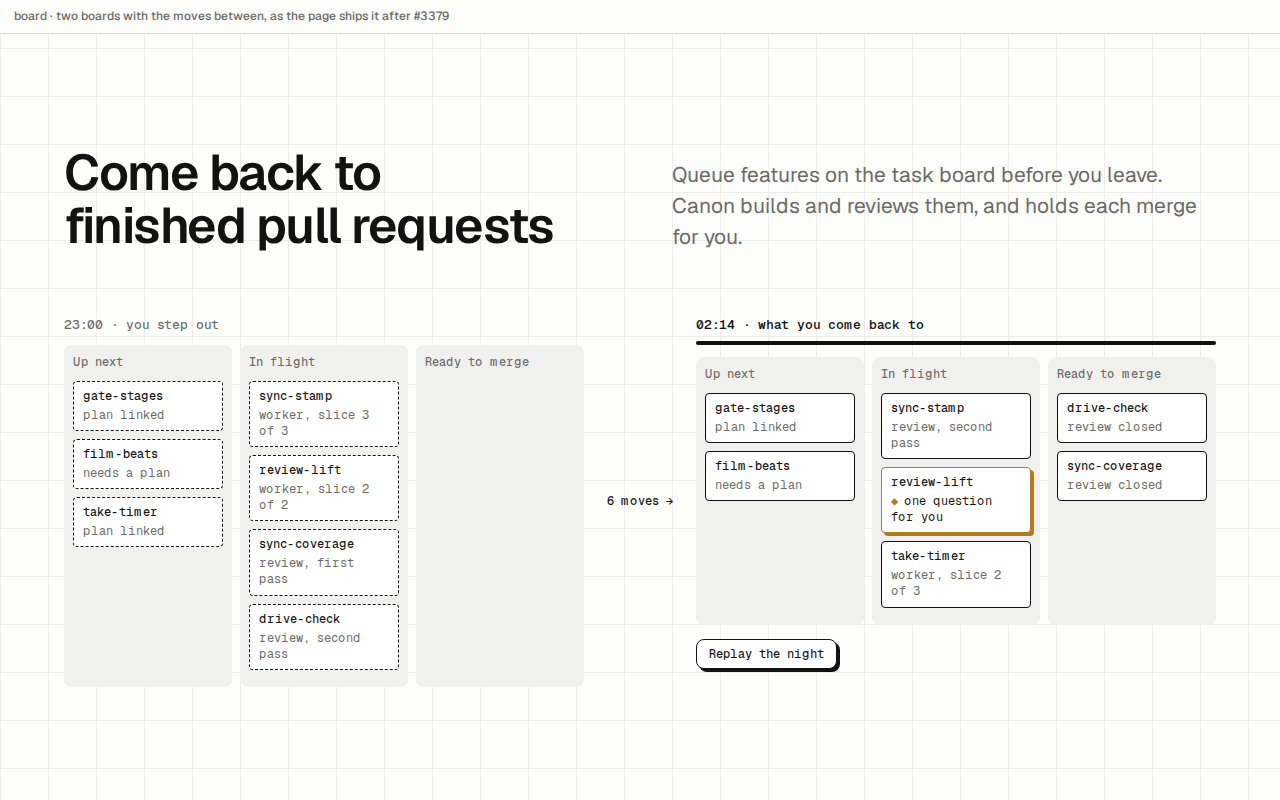 board · two boards with the moves between, as the page ships it after #3379
Come back to
finished pull requests
Queue features on the task board before you leave.
Canon builds and reviews them, and holds each merge
for you.
23:00 · you step out
Up next
gate-stages
plan linked
film-beats
needs a plan
take-timer
plan linked
In flight
sync-stamp
worker, slice 3
of 3
review-lift
worker, slice 2
of 2
sync-coverage
review, first
pass
drive-check
review, second
pass
Ready to merge
6 moves →
02:14 · what you come back to
Up next
gate-stages
plan linked
film-beats
needs a plan
In flight
sync-stamp
review, second
pass
review-lift
◆ one question
for you
take-timer
worker, slice 2
of 3
Ready to merge
drive-check
review closed
sync-coverage
review closed
Replay the night